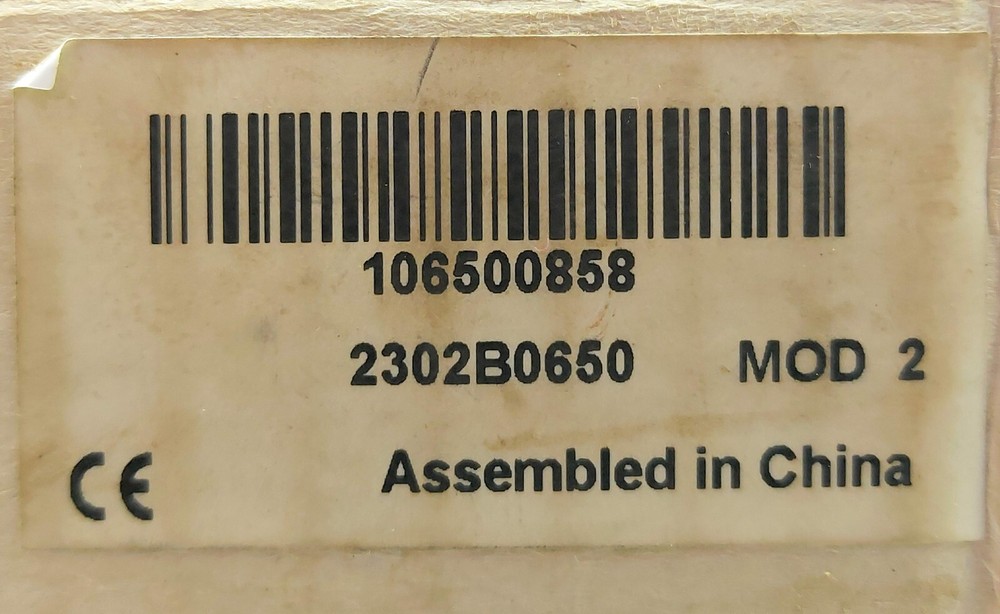 106500858
2302B0650 MOD 2
CE Assembled in China